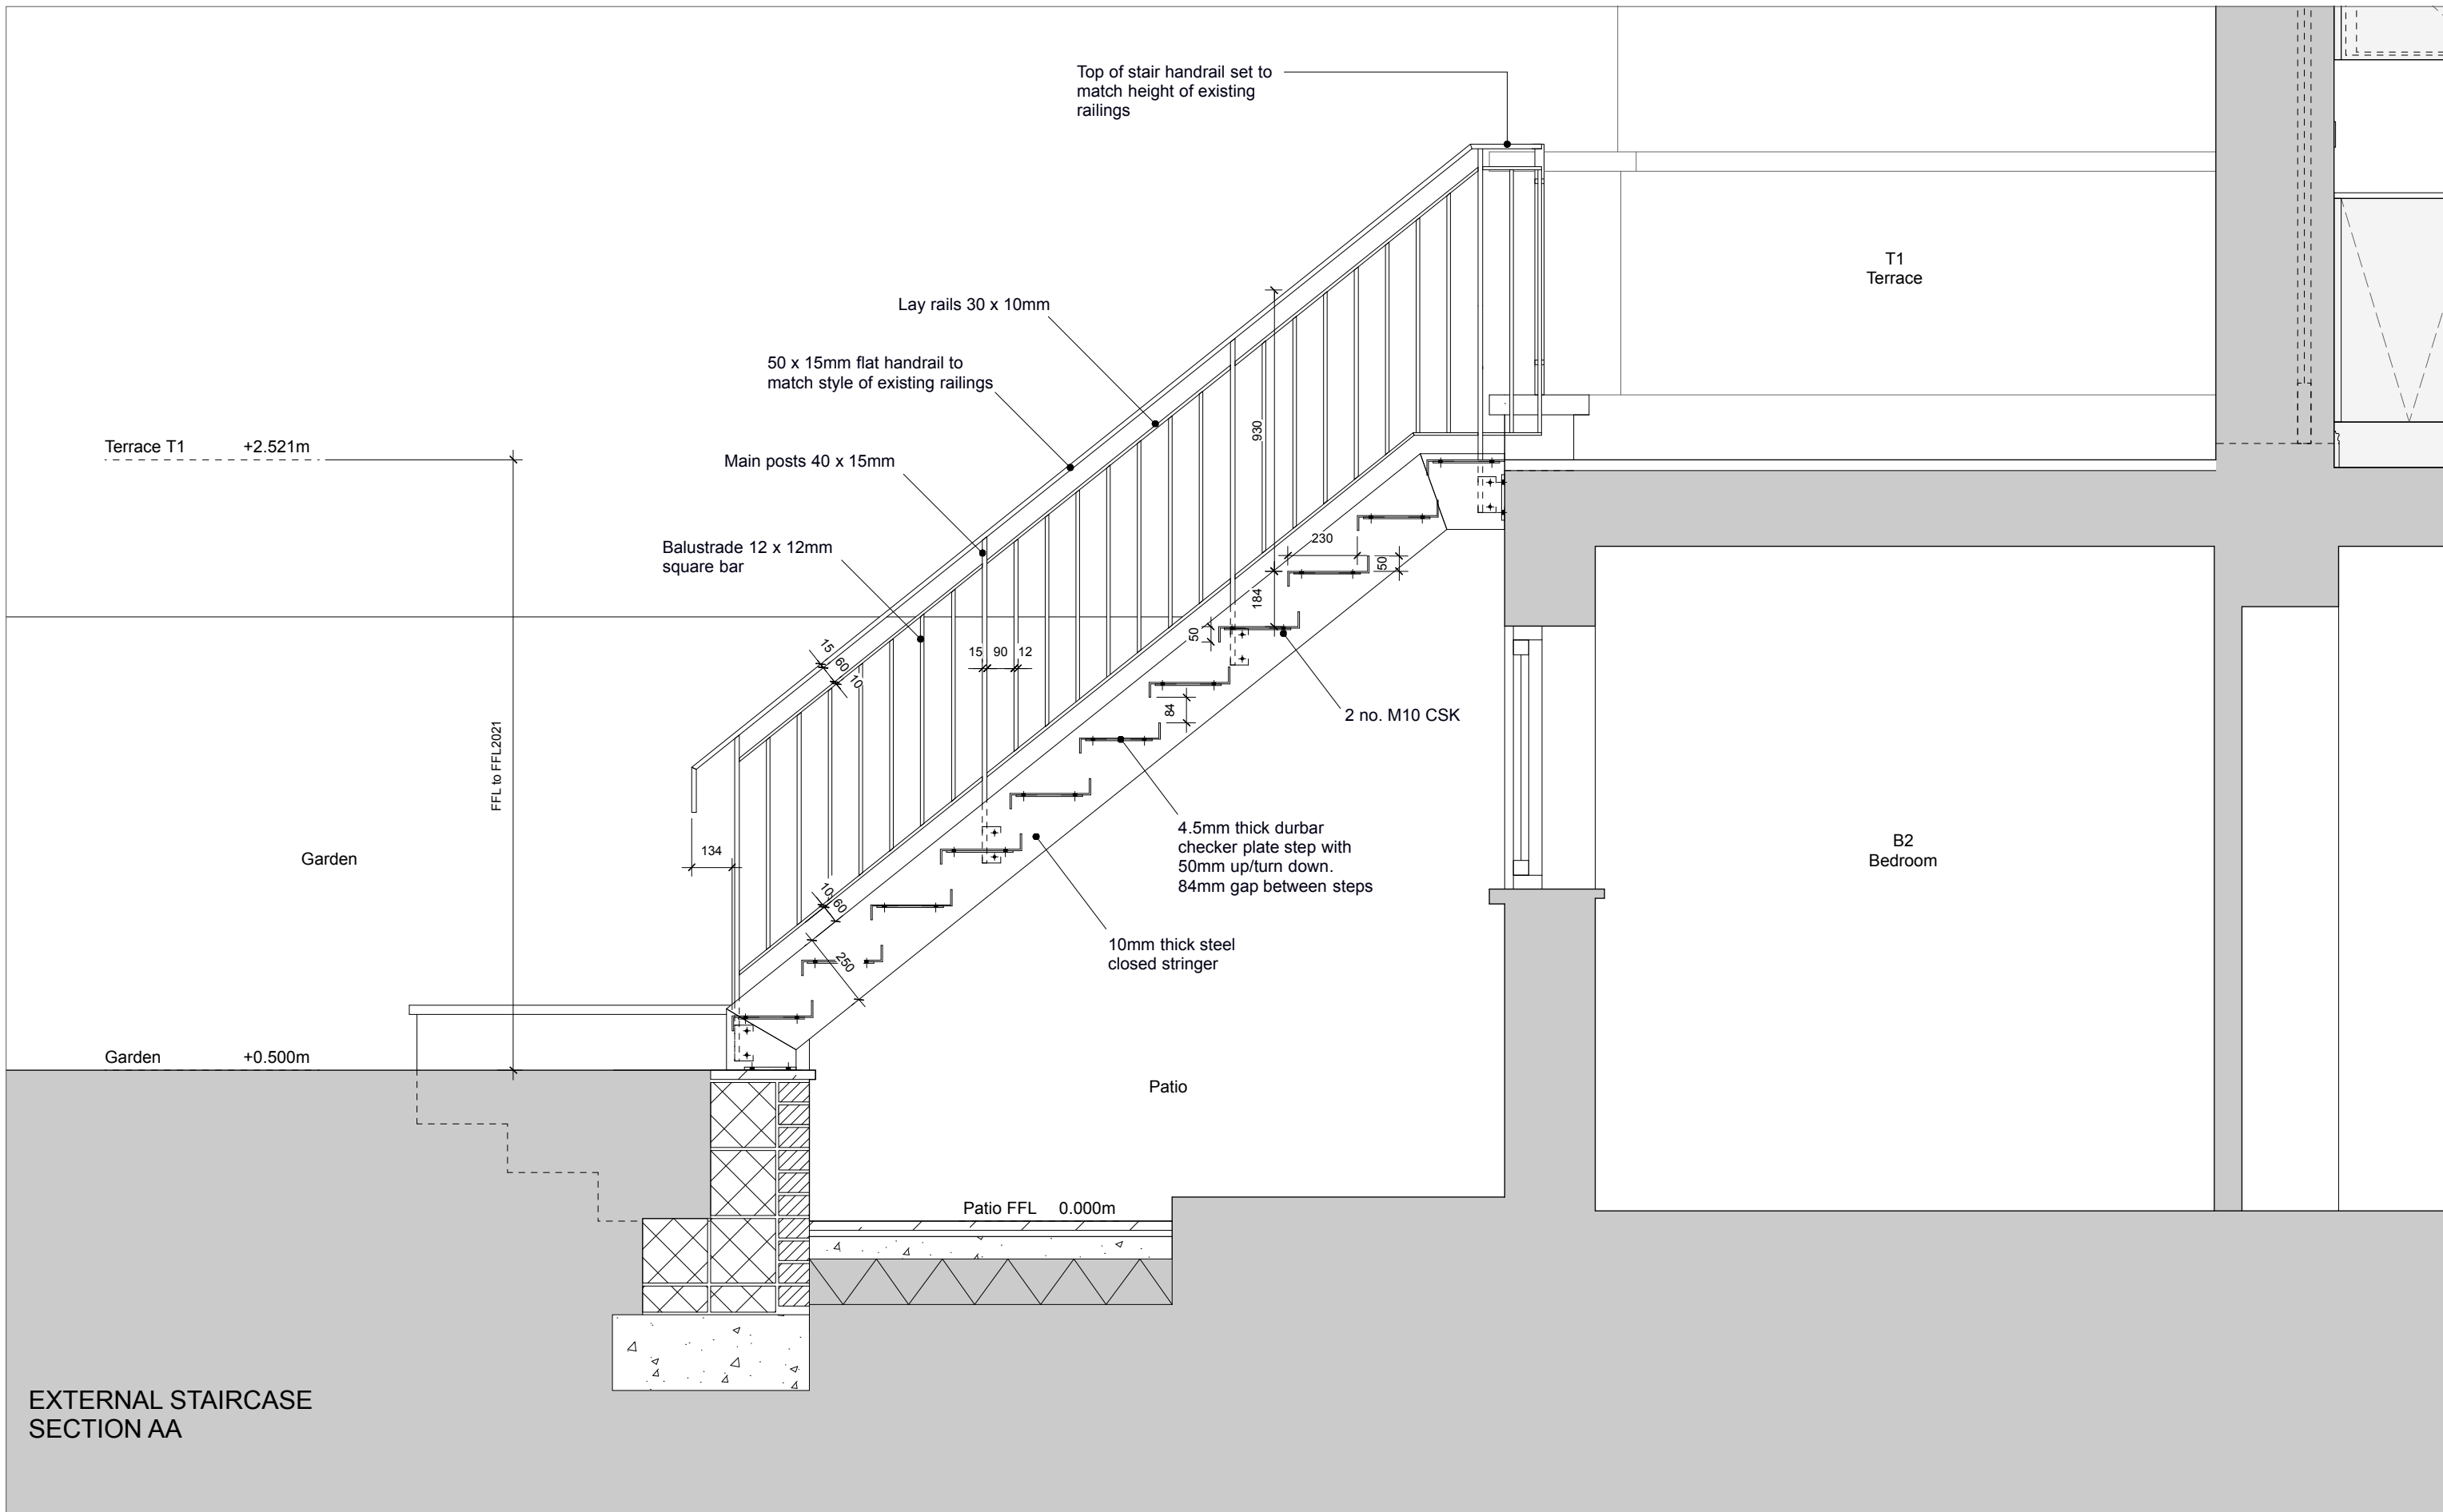 Top of stair handrail set to
match height of existing
railings
T1
Terrace
Lay rails 30 x 10mm
50 x 15mm flat handrail to
match style of existing railings
930
Terrace T1 +2.521m
Main posts 40 x 15mm
Balustrade 12 x 12mm
square bar
230
50
184
50
15 60 10
15 90 12
84
2 no. M10 CSK
FFL to FFL2021
4.5mm thick durbar
checker plate step with
50mm up/turn down.
84mm gap between steps
B2
Bedroom
134
Garden
10 60
250
10mm thick steel
closed stringer
Garden +0.500m
Patio
Patio FFL 0.000m
EXTERNAL STAIRCASE
SECTION AA